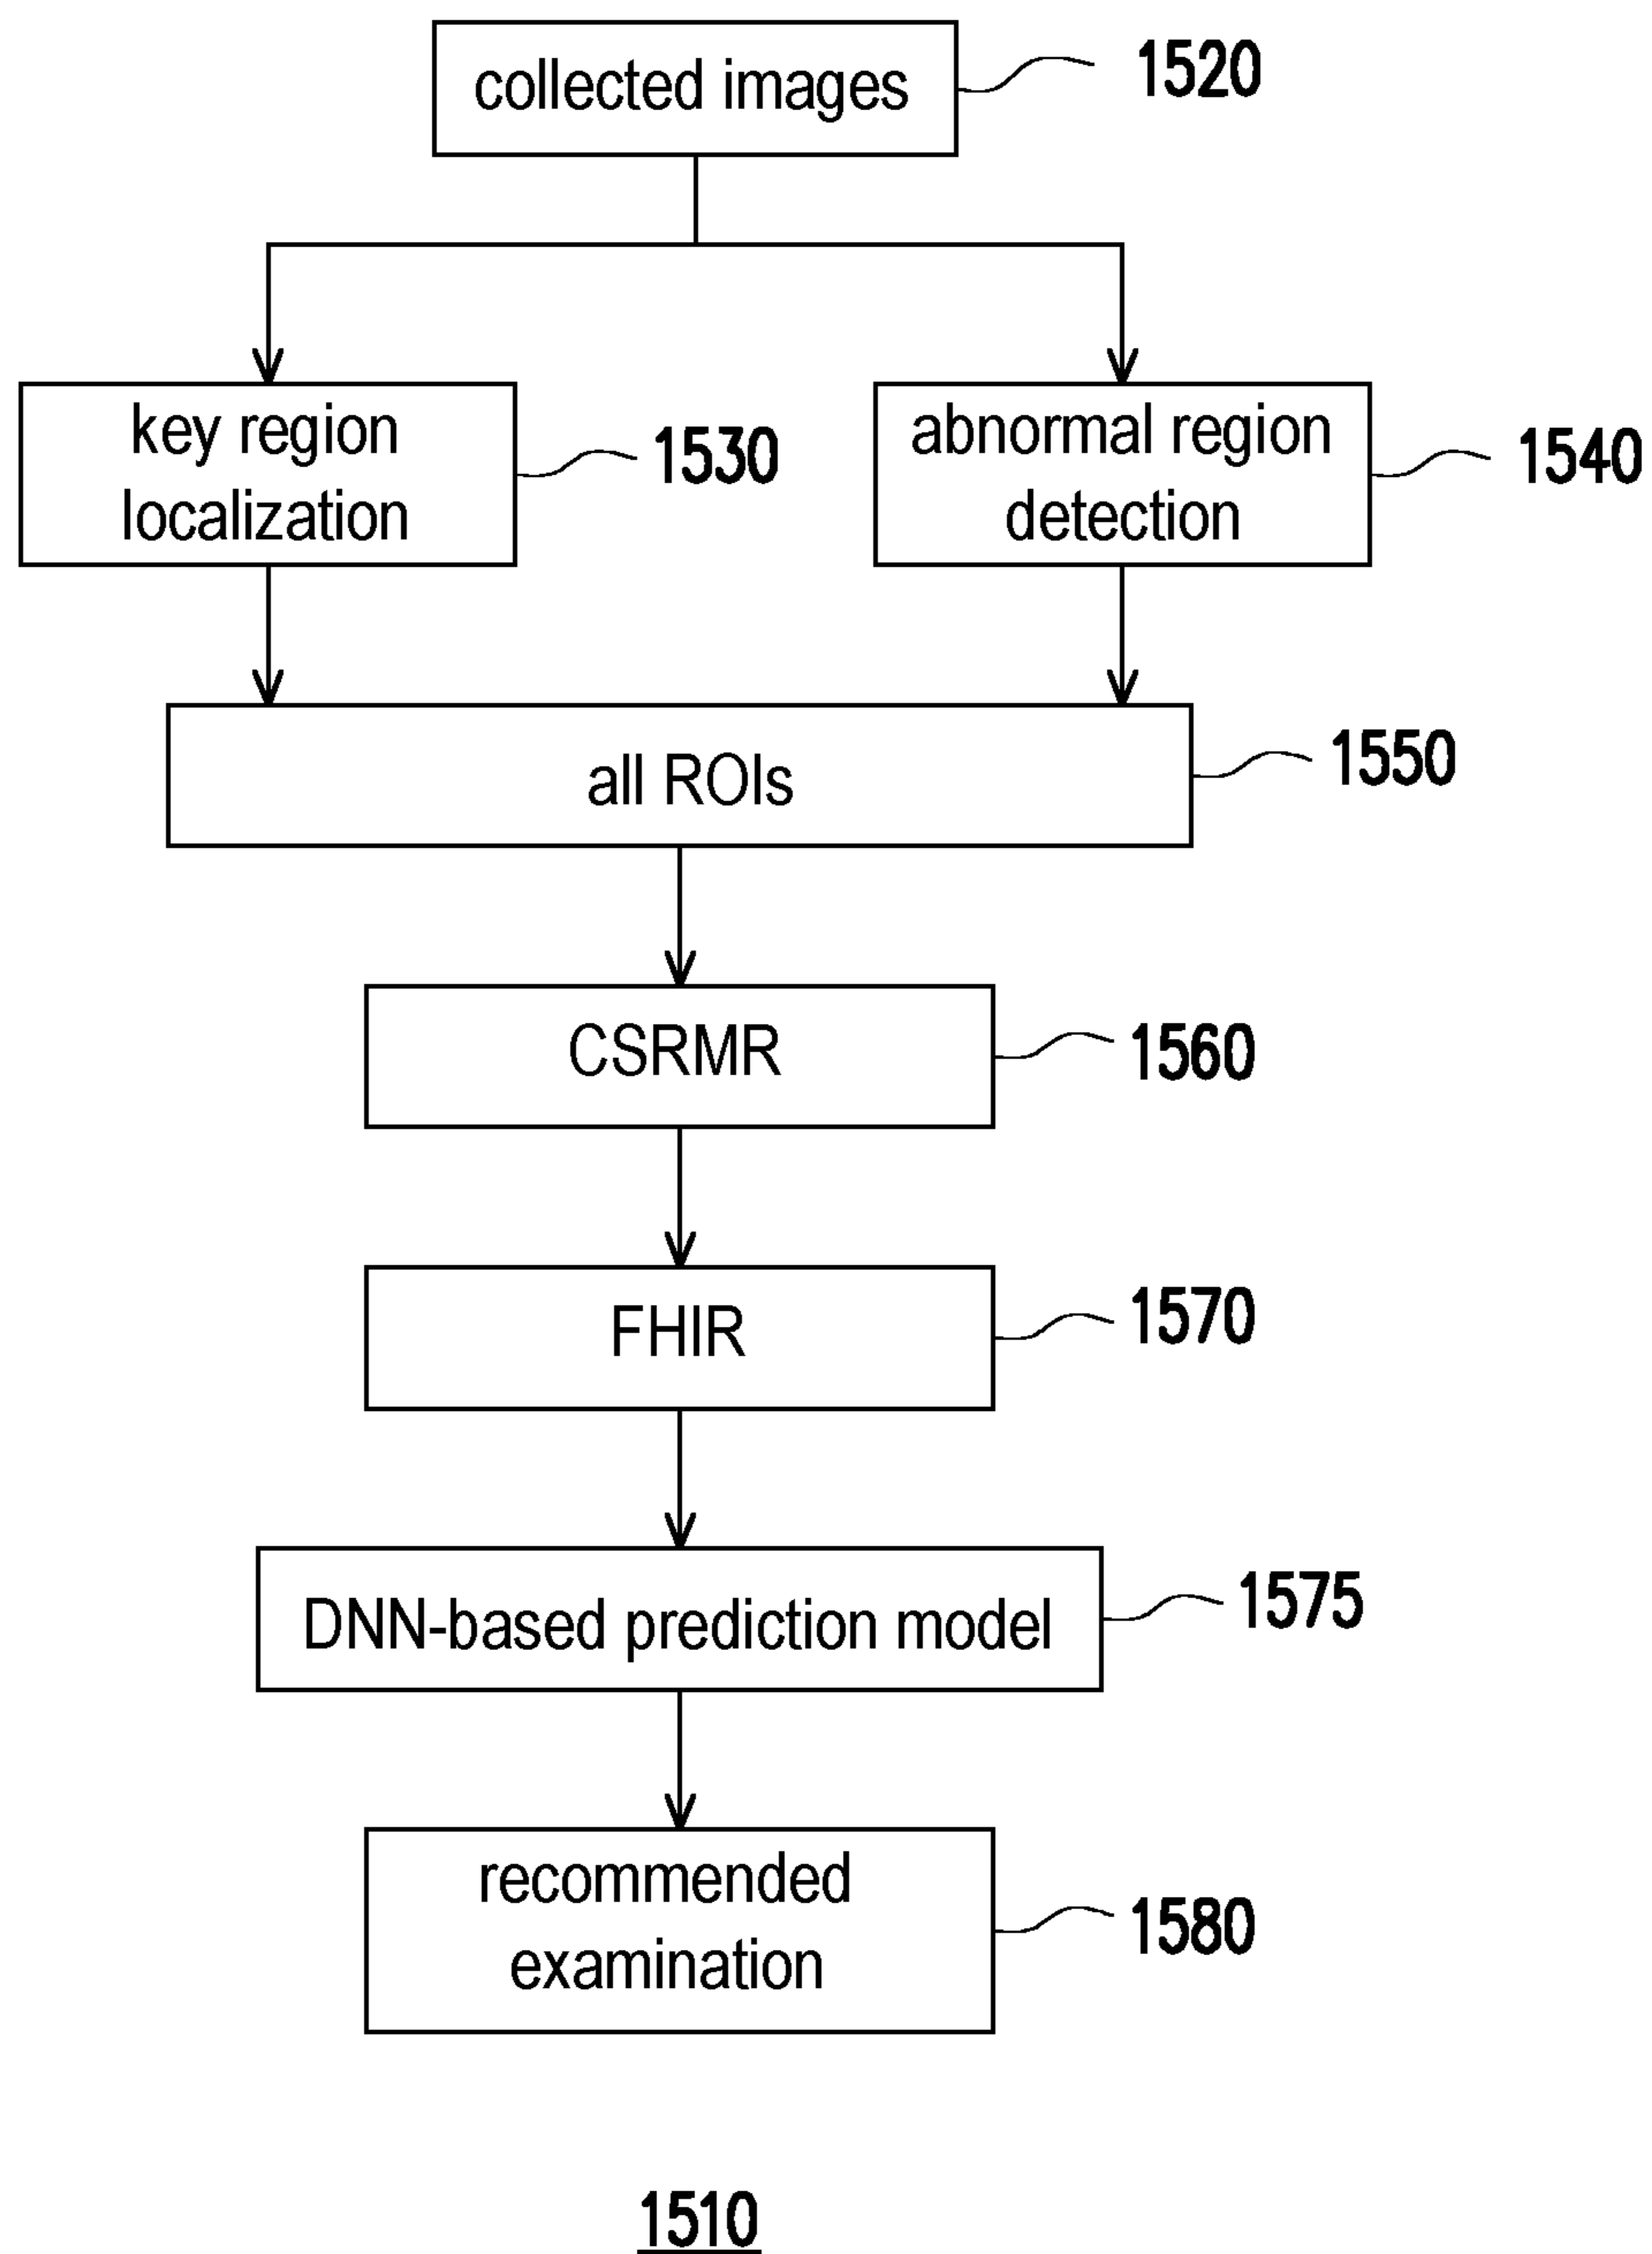 collected images
1520
key region
localization
1530
abnormal region
detection
1540
all ROIs
1550
CSRMR
1560
FHIR
1570
DNN-based prediction model
1575
recommended
examination
1580
1510